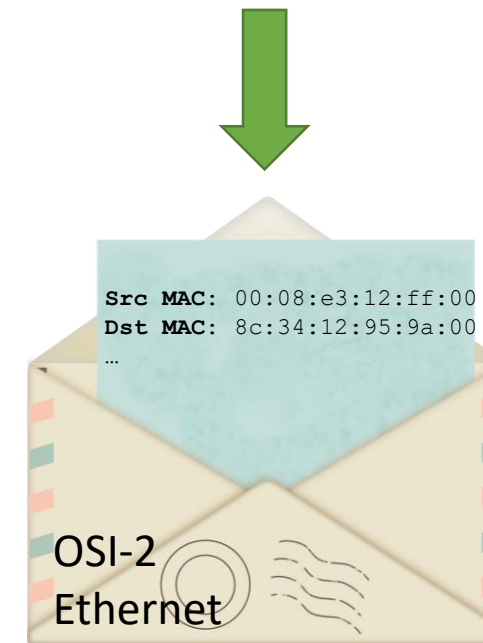 Src MAC: 00:08:e3:12:ff:00
Dst MAC: 8c:34:12:95:9a:00
…
OSI-2
Ethernet